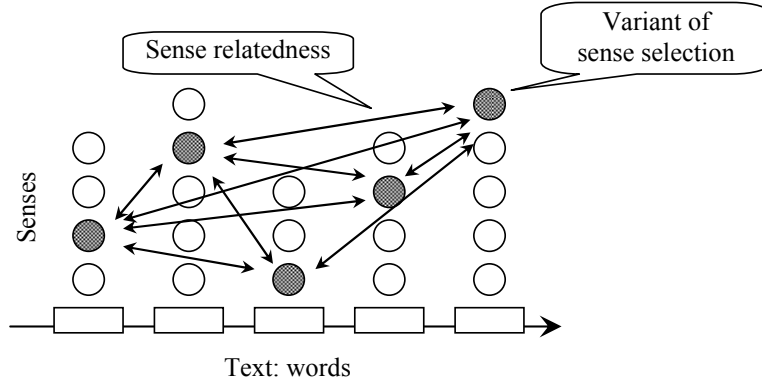 Variant of
sense selection
Sense relatedness
Senses
Text: words